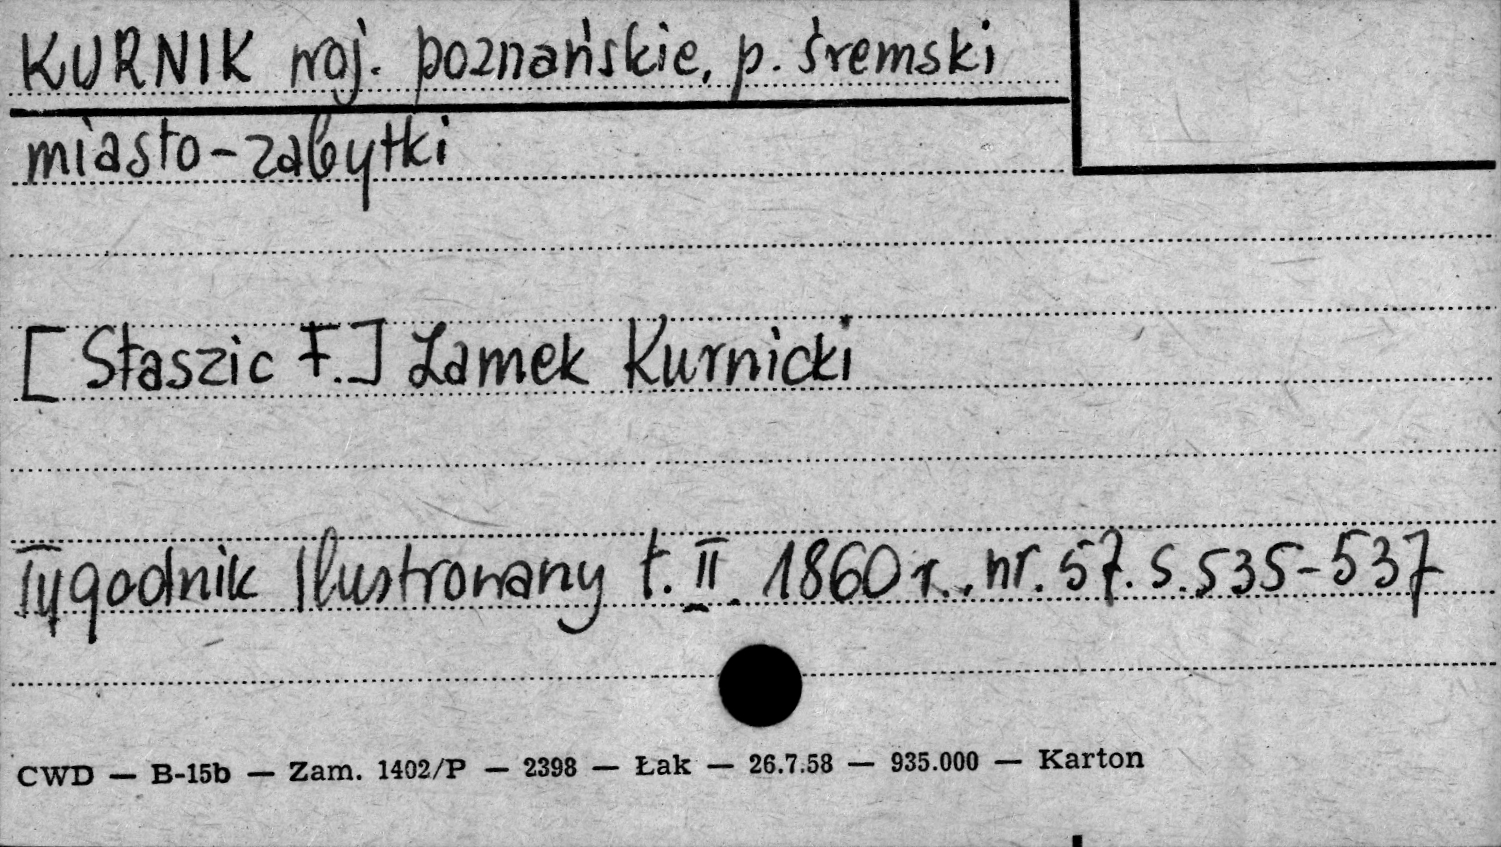 KURNIK woj. poznańskie, p. śremski
miasto-zabytki
[Staszic F.] Zamek Kurnicki
Tygodnik Ilustrowany t. II. 1860 r., nr. 57. s. 535-537
CWD — B-15b — Zam. 1402/P — 2398 — Łak — 26.7.58 — 935.000 — Karton